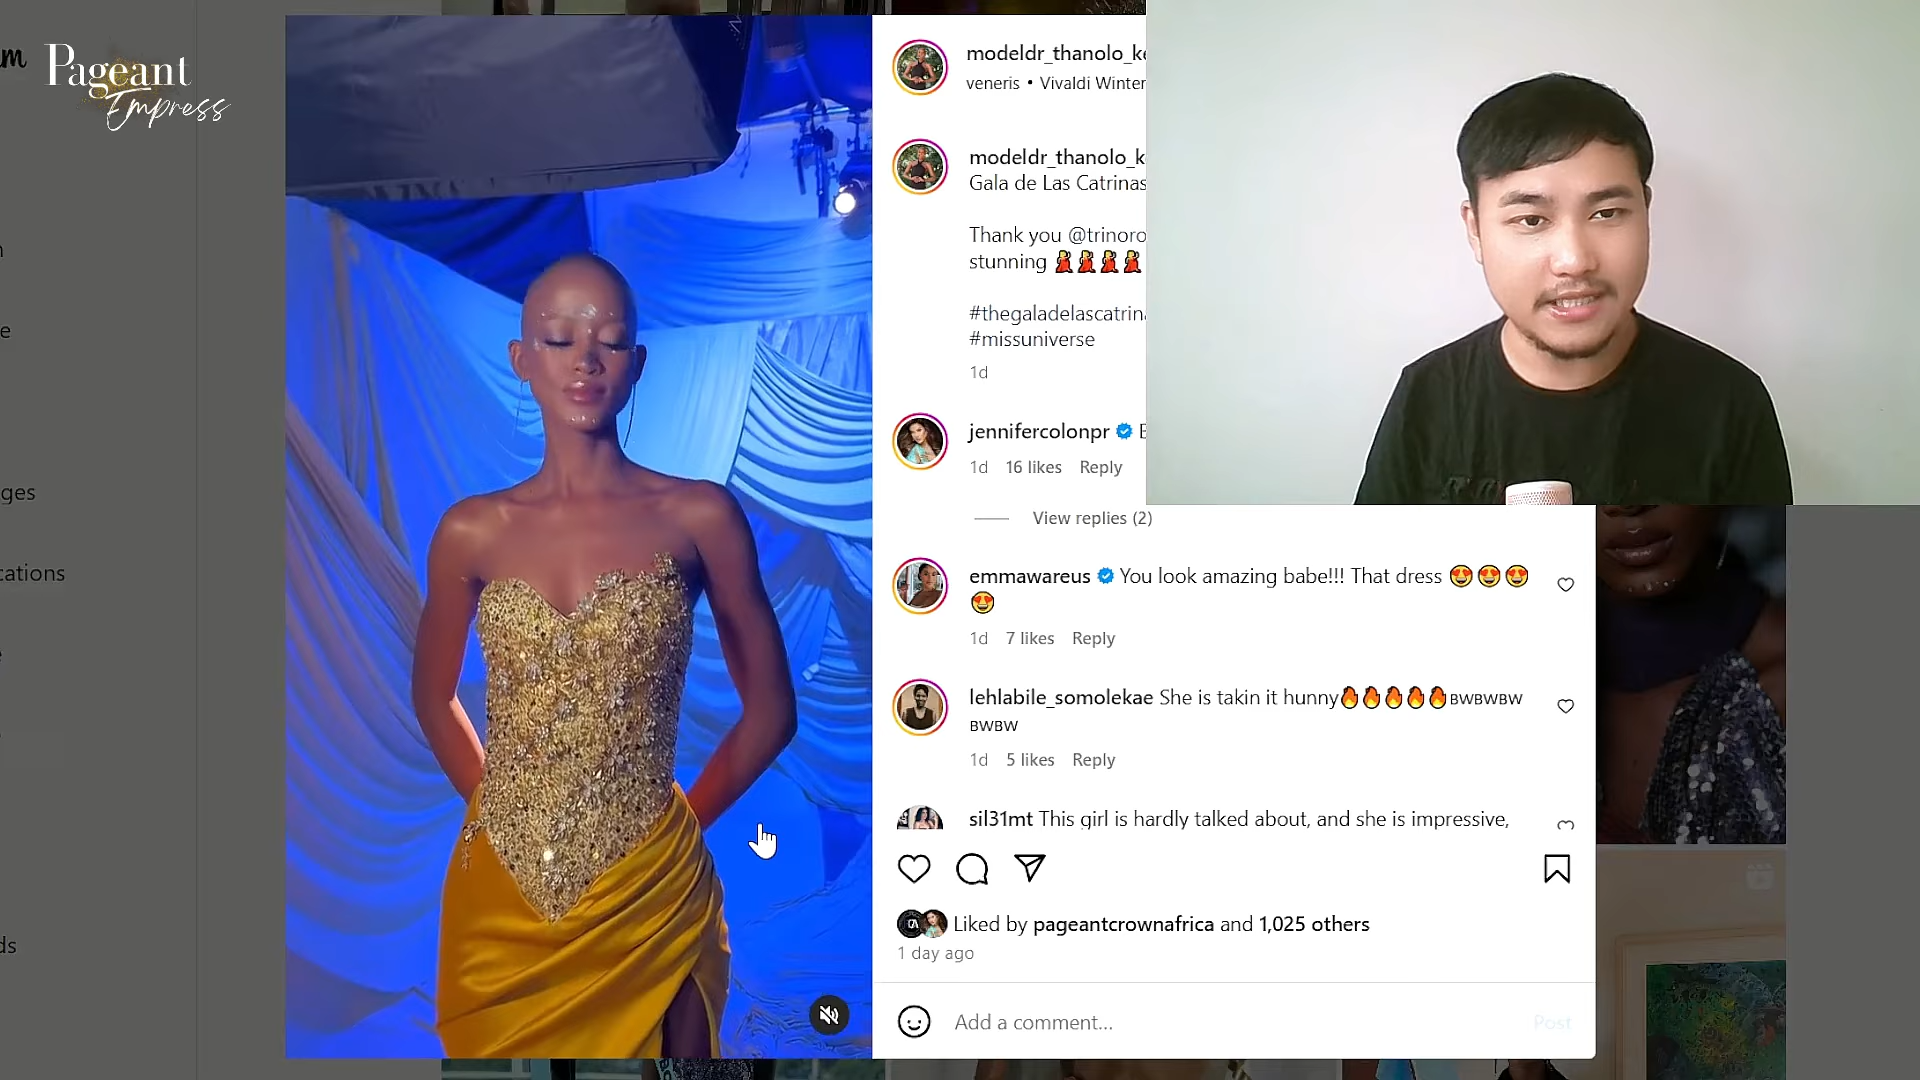 m
Pageant
Empress
e
ges
cations
ds
modeldr_thanolo_ke
veneris • Vivaldi Winter
modeldr_thanolo_k
Gala de Las Catrinas
Thank you @trinoro
stunning 💃💃💃💃
#thegaladelascatrina
#missuniverse
1d
jennifercolonpr
1d 16 likes Reply
View replies (2)
emmawareus You look amazing babe!!! That dress 😍😍😍
😍
1d 7 likes Reply
lehlabile_somolekae She is takin it hunny🔥🔥🔥🔥🔥BWBWBW
BWBW
1d 5 likes Reply
sil31mt This girl is hardly talked about, and she is impressive,
Liked by pageantcrownafrica and 1,025 others
1 day ago
Add a comment...
Post